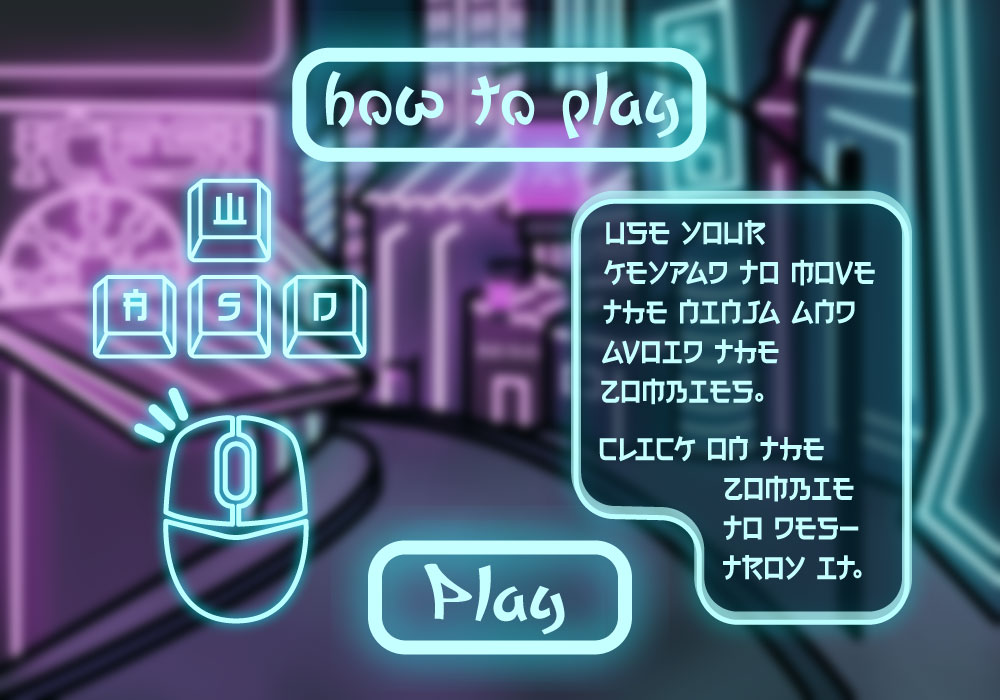 how to play
W
A S D
USE YOUR
KEYPAD TO MOVE
THE NINJA AND
AVOID THE
ZOMBIES.
CLICK ON THE
ZOMBIE
TO DES-
TROY IT.
Play